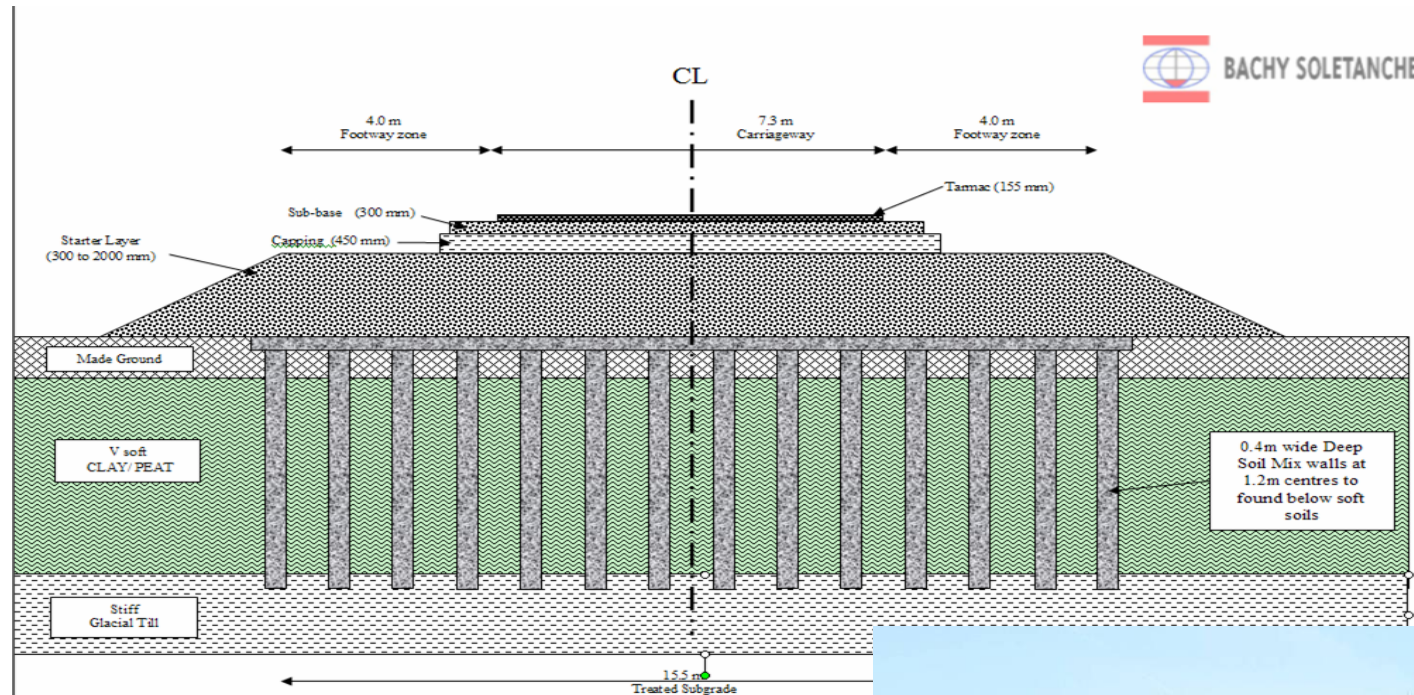 BACHY SOLETANCHE
CL
4.0 m
Footway zone
7.3 m
Carriageway
4.0 m
Footway zone
Tarmac (155 mm)
Sub-base (300 mm)
Capping (450 mm)
Starter Layer
(300 to 2000 mm)
Made Ground
V soft
CLAY/ PEAT
0.4m wide Deep
Soil Mix walls at
1.2m centres to
found below soft
soils
Stiff
Glacial Till
15.5 m
Treated Subgrade